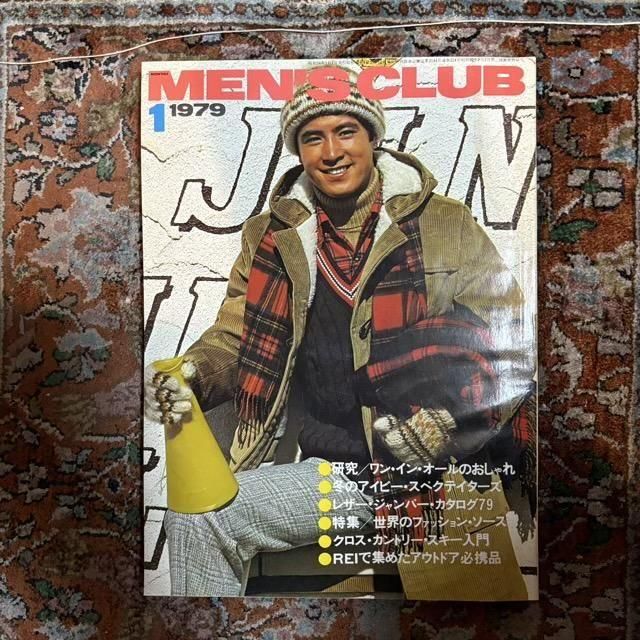 MEN'S CLUB
1 1979
JUN
●研究／ワン・イン・オールのおしゃれ
●冬のアイビー・スペクテイターズ
●レザー・ジャンパー・カタログ79
●特集／世界のファッション・ソース
●クロス・カントリー・スキー入門
●REIで集めたアウトドア必携品